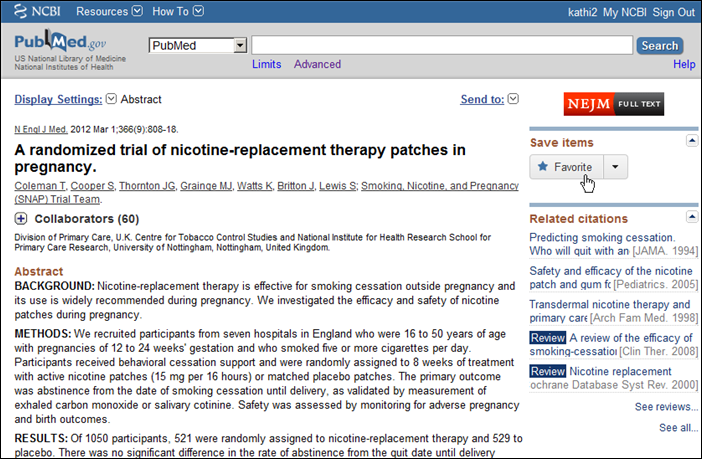 NCBI Resources How To kathi2 My NCBI Sign Out
PubMed.gov
US National Library of Medicine
National Institutes of Health
PubMed Search
Limits Advanced Help
Display Settings: Abstract Send to:
NEJM FULL TEXT
N Engl J Med. 2012 Mar 1;366(9):808-18.
A randomized trial of nicotine-replacement therapy patches in
pregnancy.
Coleman T, Cooper S, Thornton JG, Grainge MJ, Watts K, Britton J, Lewis S; Smoking, Nicotine, and Pregnancy
(SNAP) Trial Team.
Collaborators (60)
Division of Primary Care, U.K. Centre for Tobacco Control Studies and National Institute for Health Research School for
Primary Care Research, University of Nottingham, Nottingham, United Kingdom.
Abstract
BACKGROUND: Nicotine-replacement therapy is effective for smoking cessation outside pregnancy and
its use is widely recommended during pregnancy. We investigated the efficacy and safety of nicotine
patches during pregnancy.
METHODS: We recruited participants from seven hospitals in England who were 16 to 50 years of age
with pregnancies of 12 to 24 weeks' gestation and who smoked five or more cigarettes per day.
Participants received behavioral cessation support and were randomly assigned to 8 weeks of treatment
with active nicotine patches (15 mg per 16 hours) or matched placebo patches. The primary outcome
was abstinence from the date of smoking cessation until delivery, as validated by measurement of
exhaled carbon monoxide or salivary cotinine. Safety was assessed by monitoring for adverse pregnancy
and birth outcomes.
RESULTS: Of 1050 participants, 521 were randomly assigned to nicotine-replacement therapy and 529 to
placebo. There was no significant difference in the rate of abstinence from the quit date until delivery
Save items
Favorite
Related citations
Predicting smoking cessation.
Who will quit with an [JAMA. 1994]
Safety and efficacy of the nicotine
patch and gum fo [Pediatrics. 2005]
Transdermal nicotine therapy and
primary care [Arch Fam Med. 1998]
Review A review of the efficacy of
smoking-cessation [Clin Ther. 2008]
Review Nicotine replacement
ochrane Database Syst Rev. 2000]
See reviews...
See all...